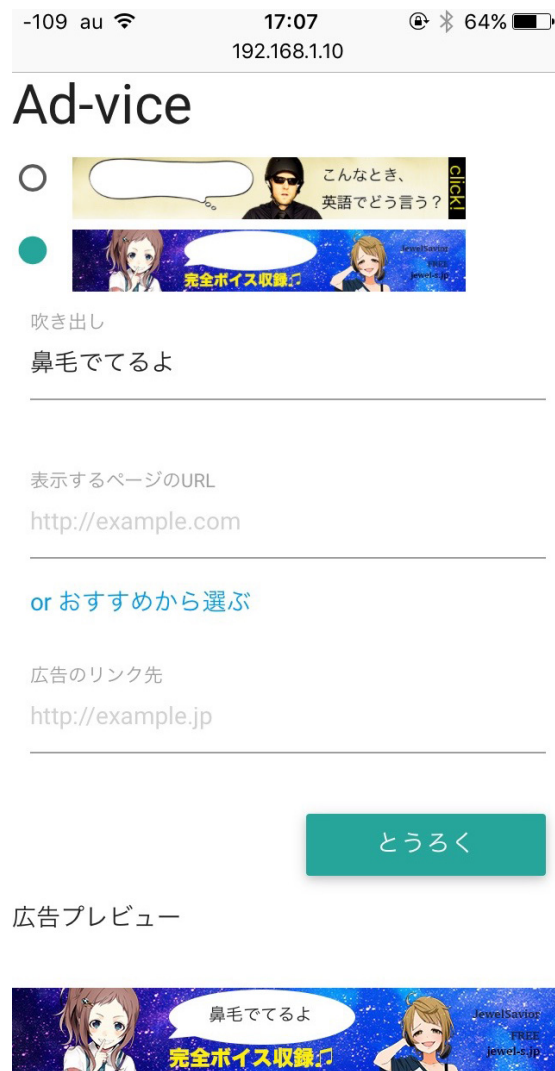 -109 au 17:07 64%
192.168.1.10
Ad-vice
こんなとき、
英語でどう言う？
click!
JewelSavior
FREE
jewel-s.jp
完全ボイス収録♫
吹き出し
鼻毛でてるよ
表示するページのURL
http://example.com
or おすすめから選ぶ
広告のリンク先
http://example.jp
とうろく
広告プレビュー
鼻毛でてるよ
JewelSavior
FREE
jewel-s.jp
完全ボイス収録♫